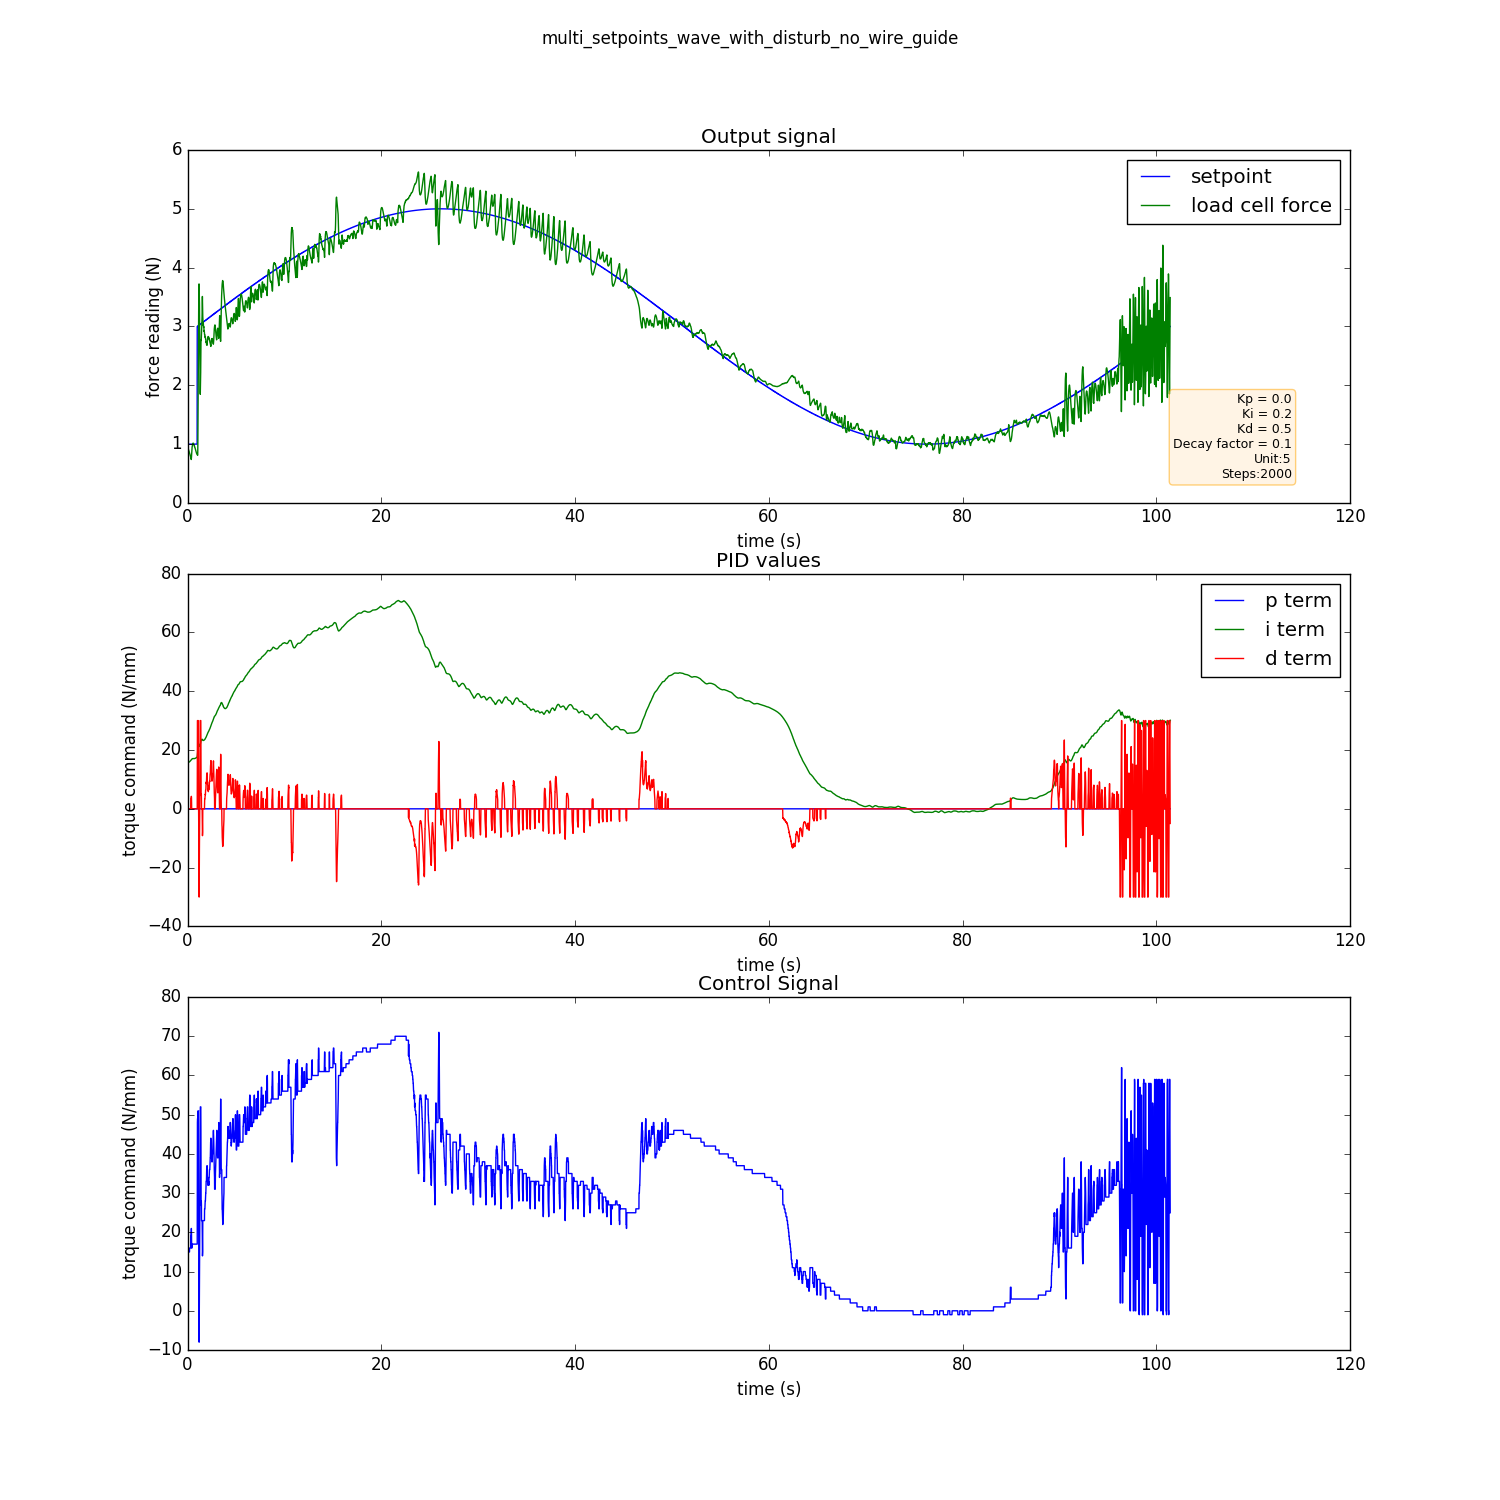 multi_setpoints_wave_with_disturb_no_wire_guide
Output signal
force reading (N)
6
5
4
3
2
1
0
setpoint
load cell force
Kp = 0.0
Ki = 0.2
Kd = 0.5
Decay factor = 0.1
Unit:5
Steps:2000
0 20 40 60 80 100 120
time (s)
PID values
torque command (N/mm)
80
60
40
20
0
−20
−40
p term
i term
d term
0 20 40 60 80 100 120
time (s)
Control Signal
torque command (N/mm)
80
70
60
50
40
30
20
10
0
−10
0 20 40 60 80 100 120
time (s)